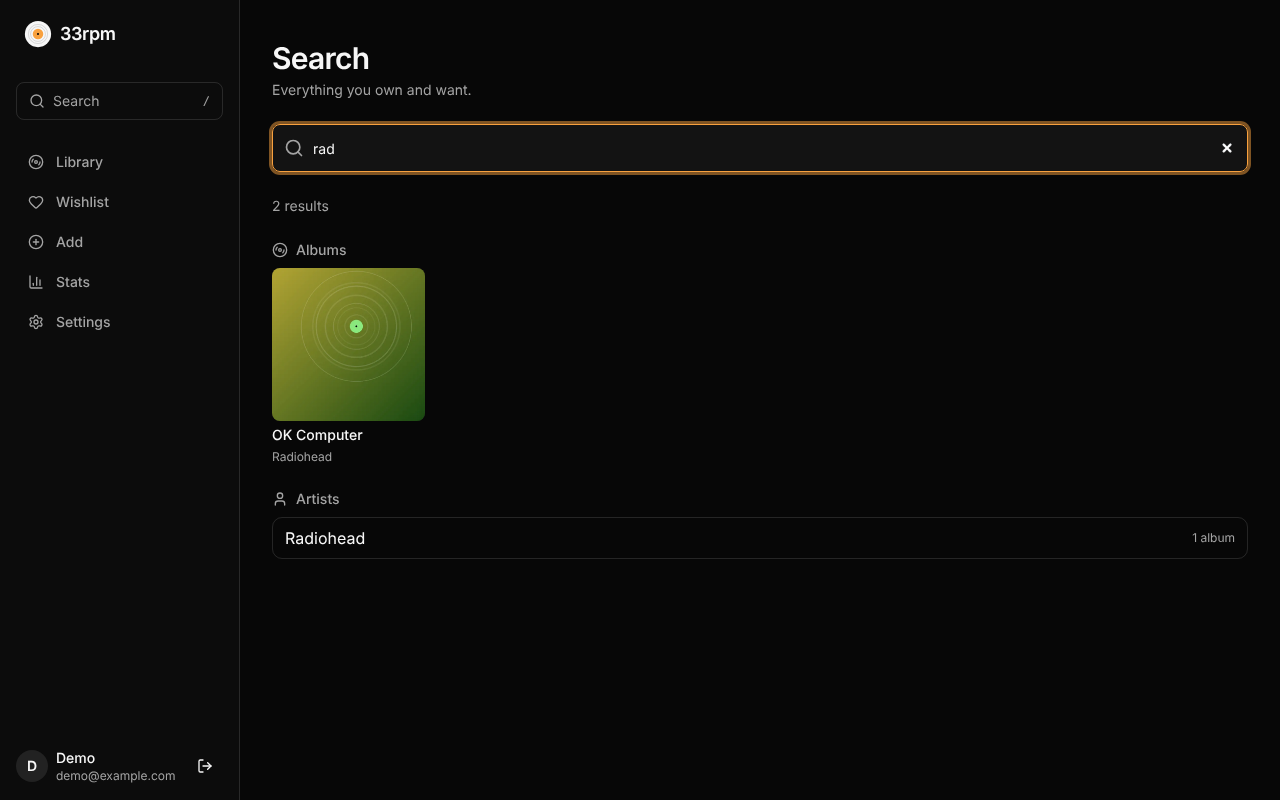 33rpm
Search /
Library
Wishlist
Add
Stats
Settings
Demo
demo@example.com
D
Search
Everything you own and want.
rad
2 results
Albums
OK Computer
Radiohead
Artists
Radiohead 1 album